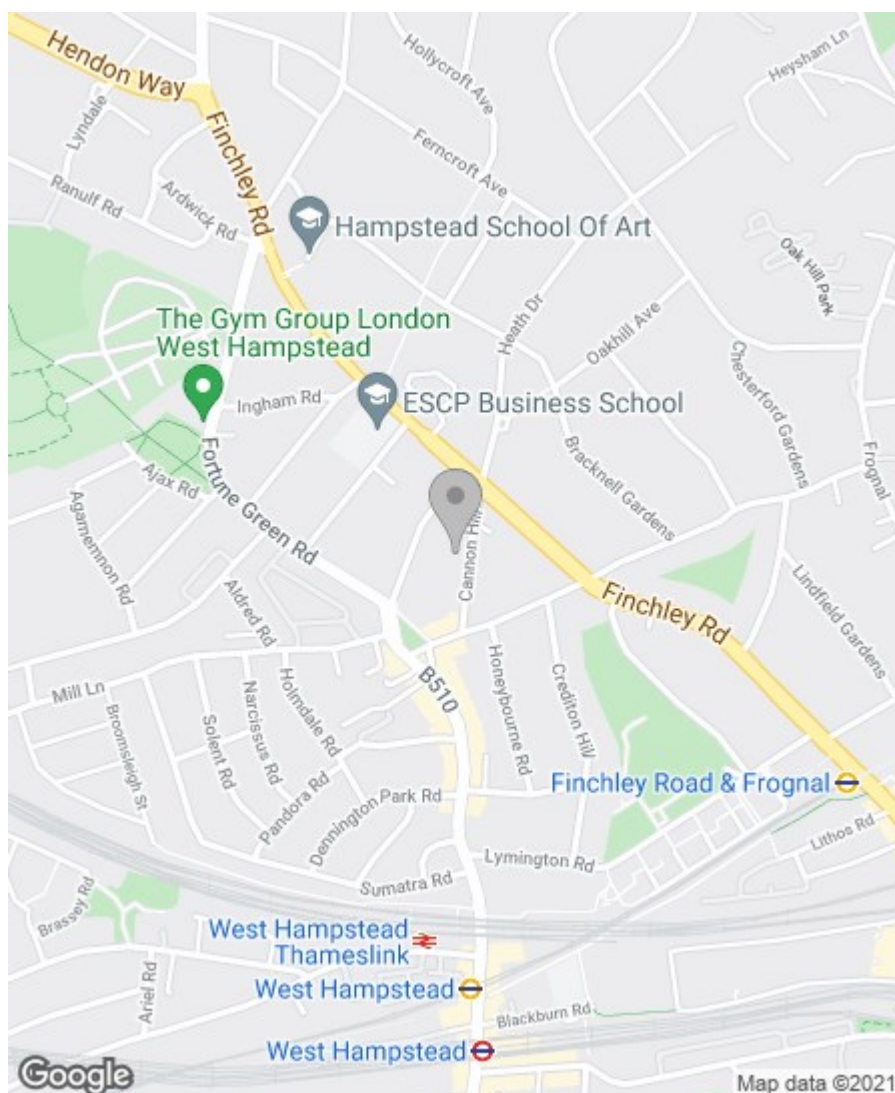 Hollycroft Ave
Heysham Ln
Hendon Way
Lyndale
Finchley Rd
Ferncroft Ave
Ranulf Rd
Ardwick Rd
Hampstead School Of Art
Oak Hill Park
The Gym Group London
West Hampstead
Heath Dr
Oakhill Ave
Chesterford Gardens
Ingham Rd
ESCP Business School
Bracknell Gardens
Frognal
Fortune Green Rd
Ajax Rd
Agamemnon Rd
Cannon Hill
Finchley Rd
Lindfield Gardens
Aldred Rd
Mill Ln
Broomsleigh St
Solent Rd
Narcissus Rd
Holmdale Rd
B510
Honeybourne Rd
Crediton Hill
Pandora Rd
Dennington Park Rd
Finchley Road & Frognal
Lithos Rd
Lymington Rd
Sumatra Rd
Brassey Rd
West Hampstead
Thameslink
Ariel Rd
West Hampstead
Blackburn Rd
West Hampstead
Google
Map data ©2021